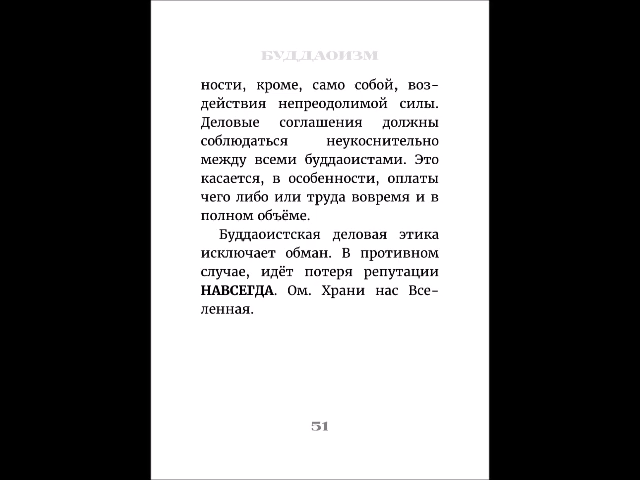 БУДДАОИЗМ
ности, кроме, само собой, воз-
действия непреодолимой силы.
Деловые соглашения должны
соблюдаться неукоснительно
между всеми буддаоистами. Это
касается, в особенности, оплаты
чего либо или труда вовремя и в
полном объёме.
Буддаоистская деловая этика
исключает обман. В противном
случае, идёт потеря репутации
НАВСЕГДА. Ом. Храни нас Все-
ленная.
51